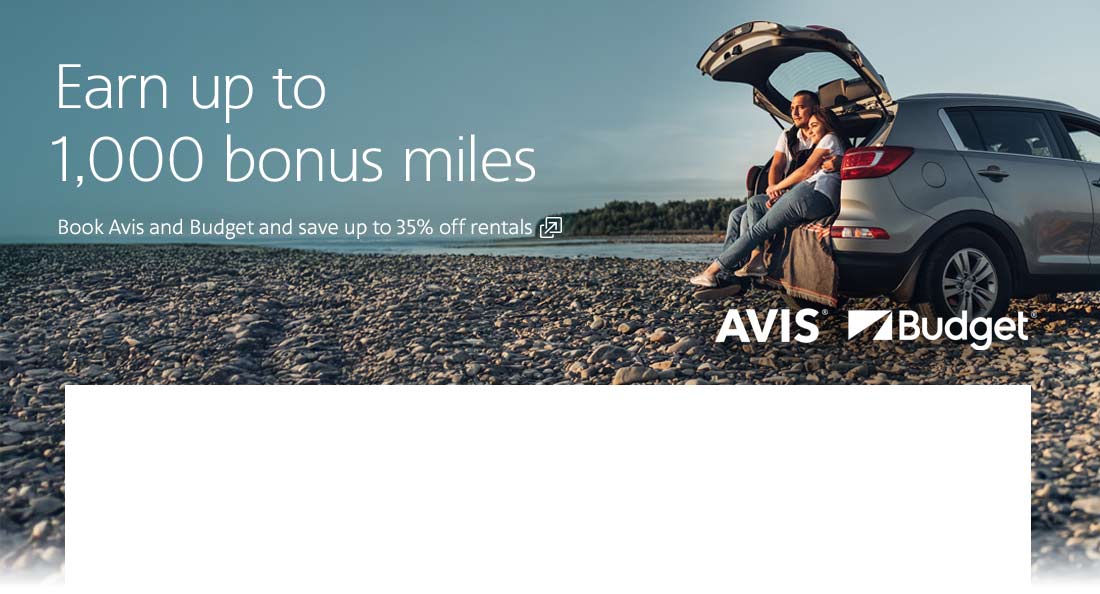 Earn up to
1,000 bonus miles
Book Avis and Budget and save up to 35% off rentals
AVIS® Budget®